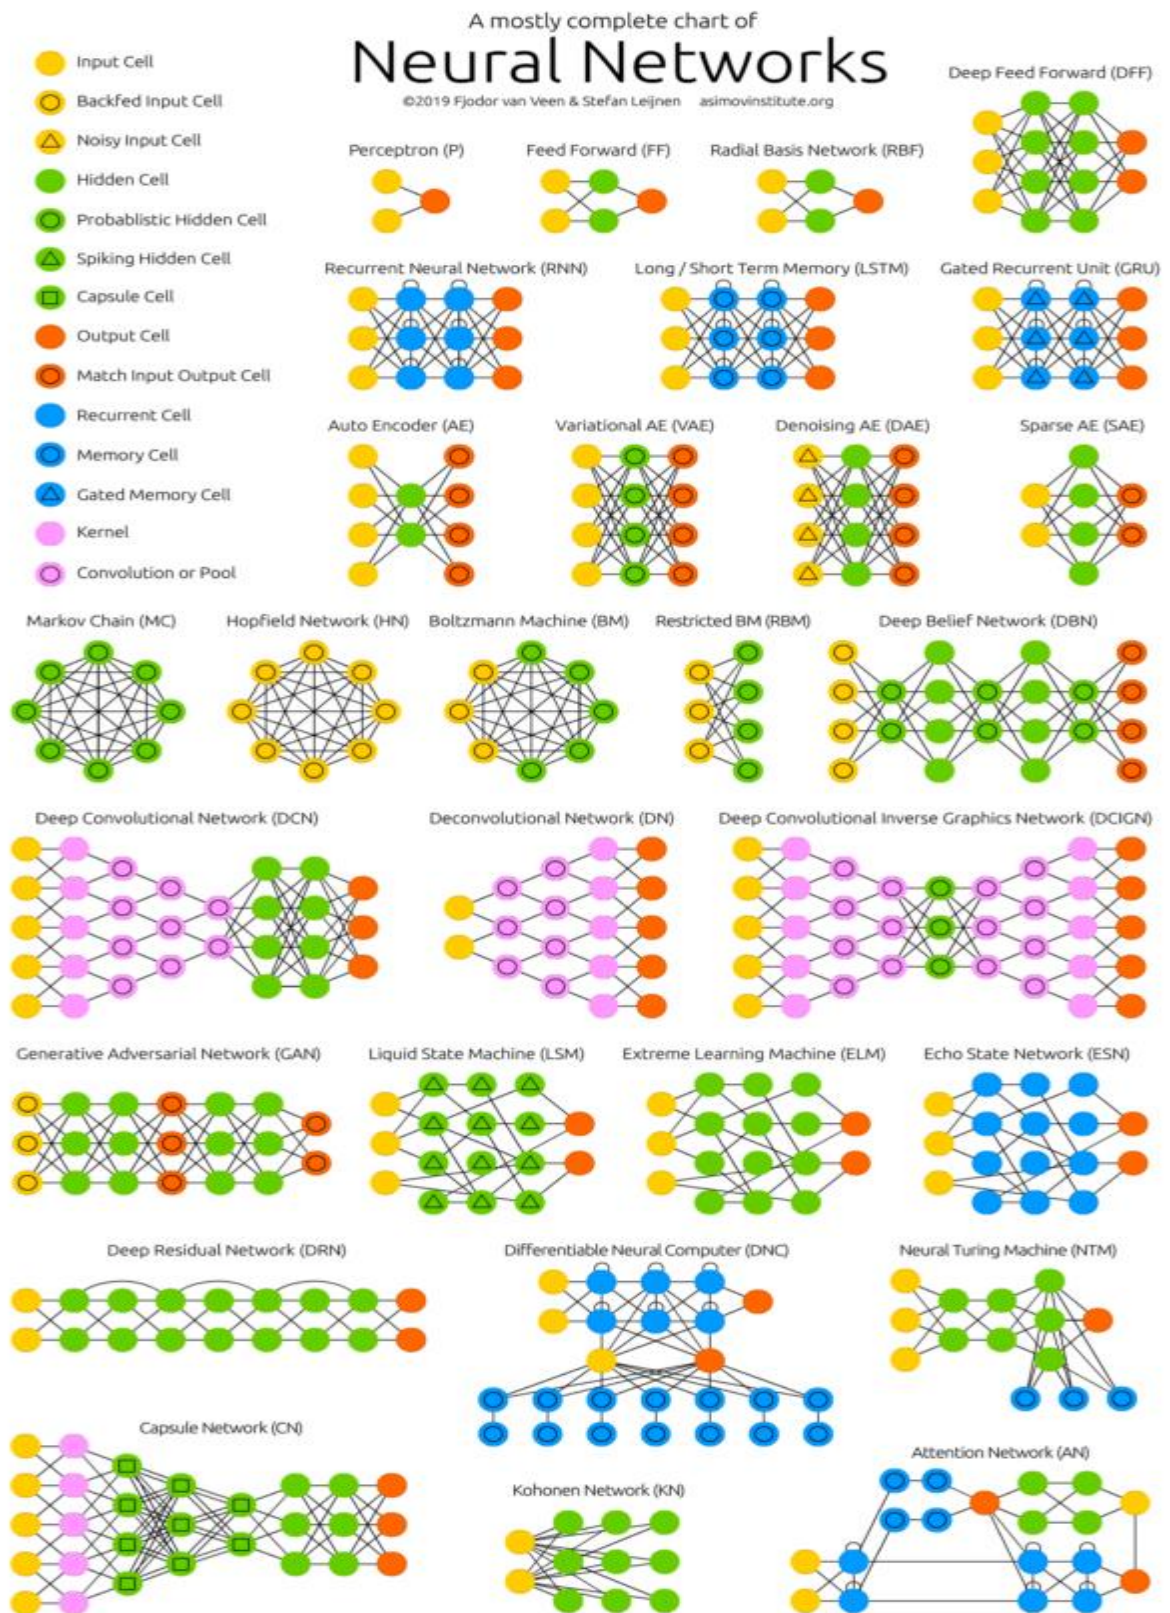 A mostly complete chart of
Neural Networks
©2019 Fjodor van Veen & Stefan Leijnen asimovinstitute.org
Input Cell
Backfed Input Cell
Noisy Input Cell
Hidden Cell
Probablistic Hidden Cell
Spiking Hidden Cell
Capsule Cell
Output Cell
Match Input Output Cell
Recurrent Cell
Memory Cell
Gated Memory Cell
Kernel
Convolution or Pool
Deep Feed Forward (DFF)
Perceptron (P) Feed Forward (FF) Radial Basis Network (RBF)
Recurrent Neural Network (RNN) Long / Short Term Memory (LSTM) Gated Recurrent Unit (GRU)
Auto Encoder (AE) Variational AE (VAE) Denoising AE (DAE) Sparse AE (SAE)
Markov Chain (MC) Hopfield Network (HN) Boltzmann Machine (BM) Restricted BM (RBM) Deep Belief Network (DBN)
Deep Convolutional Network (DCN) Deconvolutional Network (DN) Deep Convolutional Inverse Graphics Network (DCIGN)
Generative Adversarial Network (GAN) Liquid State Machine (LSM) Extreme Learning Machine (ELM) Echo State Network (ESN)
Deep Residual Network (DRN) Differentiable Neural Computer (DNC) Neural Turing Machine (NTM)
Capsule Network (CN)
Attention Network (AN)
Kohonen Network (KN)